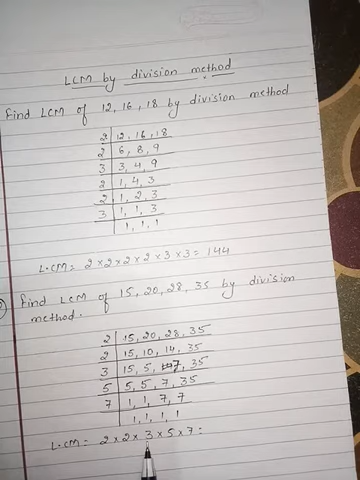 LCM by division method
Find LCM of 12, 16, 18 by division method
2 | 12, 16, 18
2 | 6, 8, 9
3 | 3, 4, 9
2 | 1, 4, 3
2 | 1, 2, 3
3 | 1, 1, 3
1, 1, 1
L.CM = 2 × 2 × 2 × 2 × 3 × 3 = 144
Find LCM of 15, 20, 28, 35 by division
method.
2 | 15, 20, 28, 35
2 | 15, 10, 14, 35
3 | 15, 5, 7, 35
5 | 5, 5, 7, 35
7 | 1, 1, 7, 7
1, 1, 1, 1
L.CM = 2 × 2 × 3 × 5 × 7 =